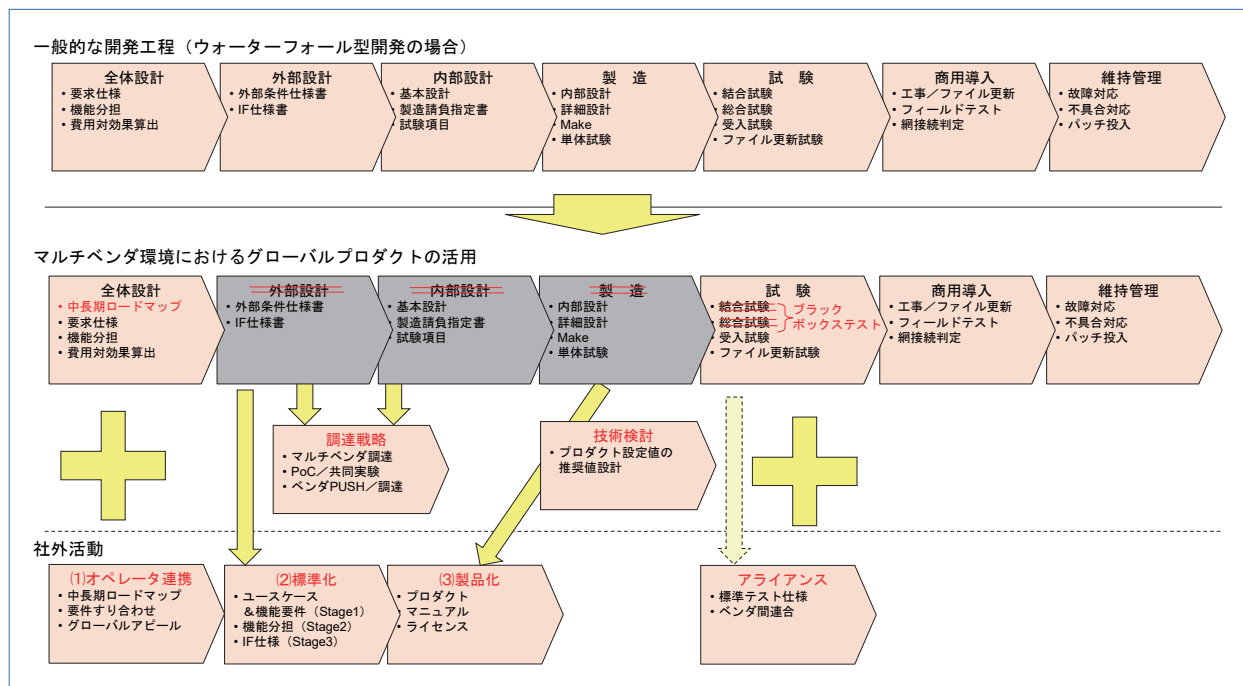 一般的な開発工程（ウォーターフォール型開発の場合）
全体設計
• 要求仕様
• 機能分担
• 費用対効果算出
外部設計
• 外部条件仕様書
• IF仕様書
内部設計
• 基本設計
• 製造請負指定書
• 試験項目
製　造
• 内部設計
• 詳細設計
• Make
• 単体試験
試　験
• 結合試験
• 総合試験
• 受入試験
• ファイル更新試験
商用導入
• 工事／ファイル更新
• フィールドテスト
• 網接続判定
維持管理
• 故障対応
• 不具合対応
• パッチ投入
マルチベンダ環境におけるグローバルプロダクトの活用
全体設計
• 中長期ロードマップ
• 要求仕様
• 機能分担
• 費用対効果算出
外部設計
• 外部条件仕様書
• IF仕様書
内部設計
• 基本設計
• 製造請負指定書
• 試験項目
製　造
• 内部設計
• 詳細設計
• Make
• 単体試験
試　験
• 結合試験
• 総合試験
ブラック
ボックステスト
• 受入試験
• ファイル更新試験
商用導入
• 工事／ファイル更新
• フィールドテスト
• 網接続判定
維持管理
• 故障対応
• 不具合対応
• パッチ投入
調達戦略
• マルチベンダ調達
• PoC／共同実験
• ベンダPUSH／調達
技術検討
• プロダクト設定値の
推奨値設計
社外活動
⑴オペレータ連携
• 中長期ロードマップ
• 要件すり合わせ
• グローバルアピール
⑵標準化
• ユースケース
＆機能要件（Stage1）
• 機能分担（Stage2）
• IF仕様（Stage3）
⑶製品化
• プロダクト
• マニュアル
• ライセンス
アライアンス
• 標準テスト仕様
• ベンダ間連合